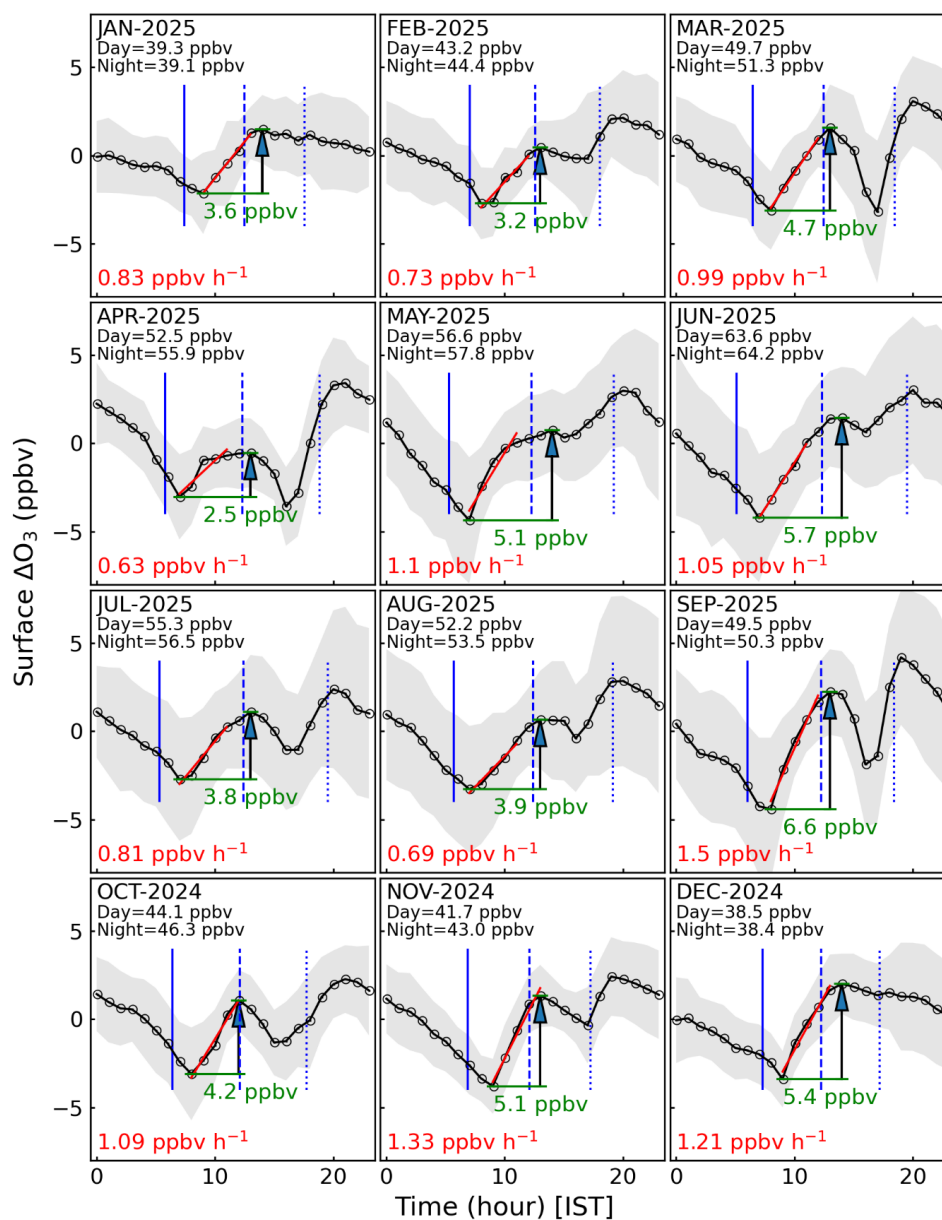 JAN-2025
Day=39.3 ppbv
Night=39.1 ppbv
3.6 ppbv
0.83 ppbv h⁻¹
FEB-2025
Day=43.2 ppbv
Night=44.4 ppbv
3.2 ppbv
0.73 ppbv h⁻¹
MAR-2025
Day=49.7 ppbv
Night=51.3 ppbv
4.7 ppbv
0.99 ppbv h⁻¹
5
0
−5
APR-2025
Day=52.5 ppbv
Night=55.9 ppbv
2.5 ppbv
0.63 ppbv h⁻¹
MAY-2025
Day=56.6 ppbv
Night=57.8 ppbv
5.1 ppbv
1.1 ppbv h⁻¹
JUN-2025
Day=63.6 ppbv
Night=64.2 ppbv
5.7 ppbv
1.05 ppbv h⁻¹
5
0
−5
Surface ΔO₃ (ppbv)
JUL-2025
Day=55.3 ppbv
Night=56.5 ppbv
3.8 ppbv
0.81 ppbv h⁻¹
AUG-2025
Day=52.2 ppbv
Night=53.5 ppbv
3.9 ppbv
0.69 ppbv h⁻¹
SEP-2025
Day=49.5 ppbv
Night=50.3 ppbv
6.6 ppbv
1.5 ppbv h⁻¹
5
0
−5
OCT-2024
Day=44.1 ppbv
Night=46.3 ppbv
4.2 ppbv
1.09 ppbv h⁻¹
NOV-2024
Day=41.7 ppbv
Night=43.0 ppbv
5.1 ppbv
1.33 ppbv h⁻¹
DEC-2024
Day=38.5 ppbv
Night=38.4 ppbv
5.4 ppbv
1.21 ppbv h⁻¹
5
0
−5
0 10 20 0 10 20 0 10 20
Time (hour) [IST]